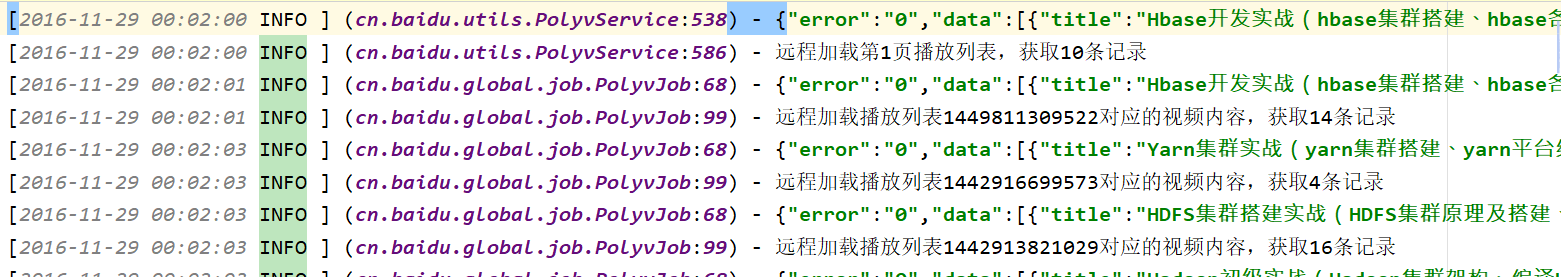 [2016-11-29 00:02:00 INFO ] (cn.baidu.utils.PolyvService:538) - {"error":"0","data":[{"title":"Hbase开发实战（hbase集群搭建、hbase各
[2016-11-29 00:02:00 INFO ] (cn.baidu.utils.PolyvService:586) - 远程加载第1页播放列表，获取10条记录
[2016-11-29 00:02:01 INFO ] (cn.baidu.global.job.PolyvJob:68) - {"error":"0","data":[{"title":"Hbase开发实战（hbase集群搭建、hbase各
[2016-11-29 00:02:01 INFO ] (cn.baidu.global.job.PolyvJob:99) - 远程加载播放列表1449811309522对应的视频内容，获取14条记录
[2016-11-29 00:02:03 INFO ] (cn.baidu.global.job.PolyvJob:68) - {"error":"0","data":[{"title":"Yarn集群实战（yarn集群搭建、yarn平台
[2016-11-29 00:02:03 INFO ] (cn.baidu.global.job.PolyvJob:99) - 远程加载播放列表1442916699573对应的视频内容，获取4条记录
[2016-11-29 00:02:03 INFO ] (cn.baidu.global.job.PolyvJob:68) - {"error":"0","data":[{"title":"HDFS集群搭建实战（HDFS集群原理及搭建、
[2016-11-29 00:02:03 INFO ] (cn.baidu.global.job.PolyvJob:99) - 远程加载播放列表1442913821029对应的视频内容，获取16条记录